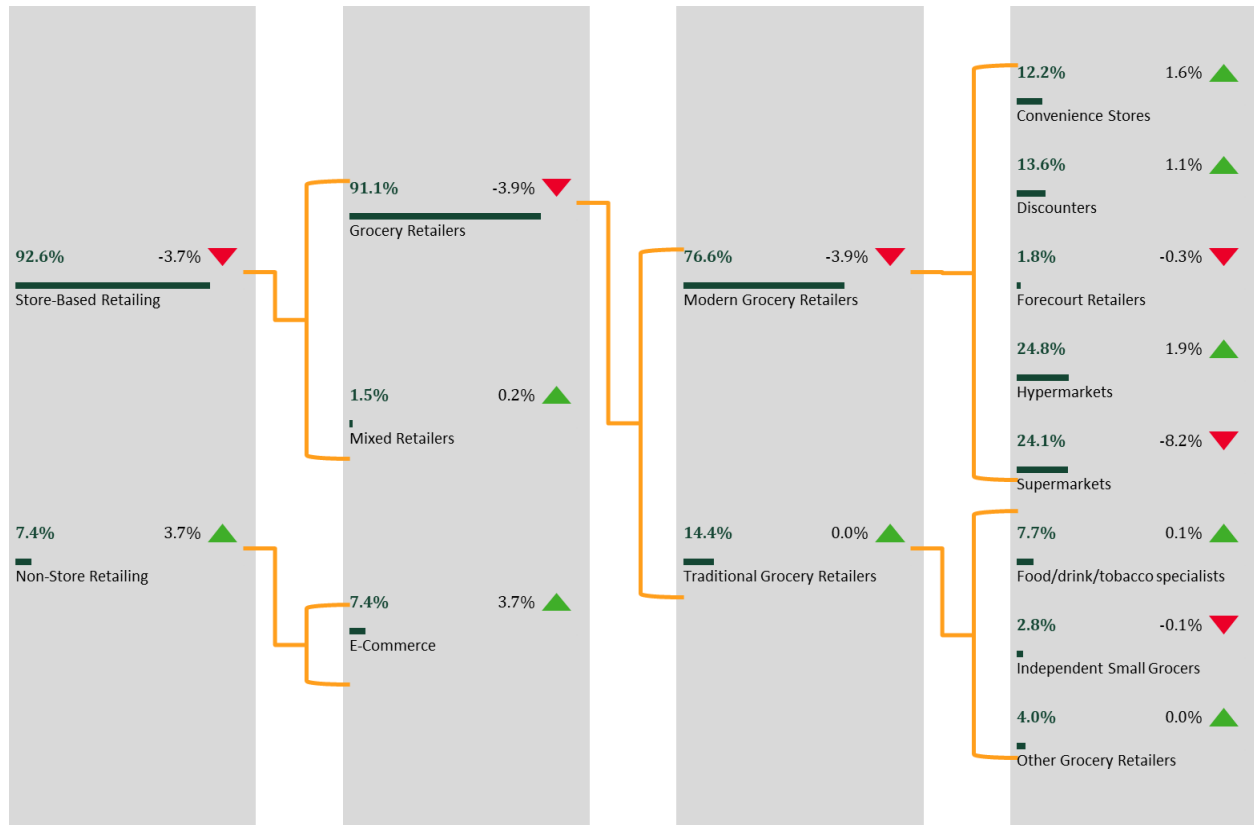 92.6% -3.7%
Store-Based Retailing
7.4% 3.7%
Non-Store Retailing
91.1% -3.9%
Grocery Retailers
1.5% 0.2%
Mixed Retailers
7.4% 3.7%
E-Commerce
76.6% -3.9%
Modern Grocery Retailers
14.4% 0.0%
Traditional Grocery Retailers
12.2% 1.6%
Convenience Stores
13.6% 1.1%
Discounters
1.8% -0.3%
Forecourt Retailers
24.8% 1.9%
Hypermarkets
24.1% -8.2%
Supermarkets
7.7% 0.1%
Food/drink/tobacco specialists
2.8% -0.1%
Independent Small Grocers
4.0% 0.0%
Other Grocery Retailers